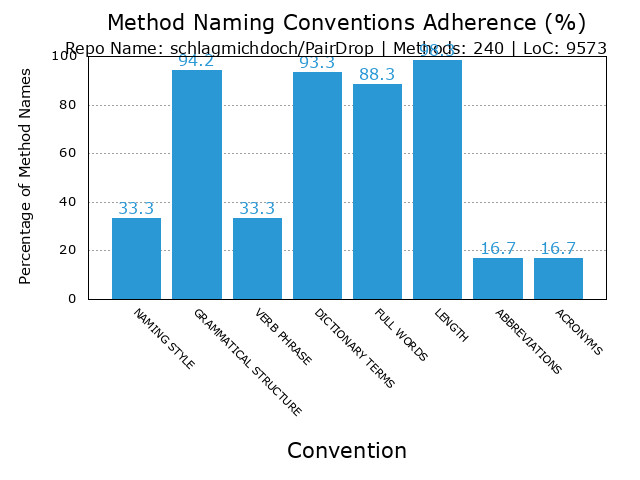 Method Naming Conventions Adherence (%)
Repo Name: schlagmichdoch/PairDrop | Methods: 240 | LoC: 9573
Percentage of Method Names
100
80
60
40
20
0
33.3
94.2
33.3
93.3
88.3
16.7
16.7
NAMING STYLE
GRAMMATICAL STRUCTURE
VERB PHRASE
DICTIONARY TERMS
FULL WORDS
LENGTH
ABBREVIATIONS
ACRONYMS
Convention